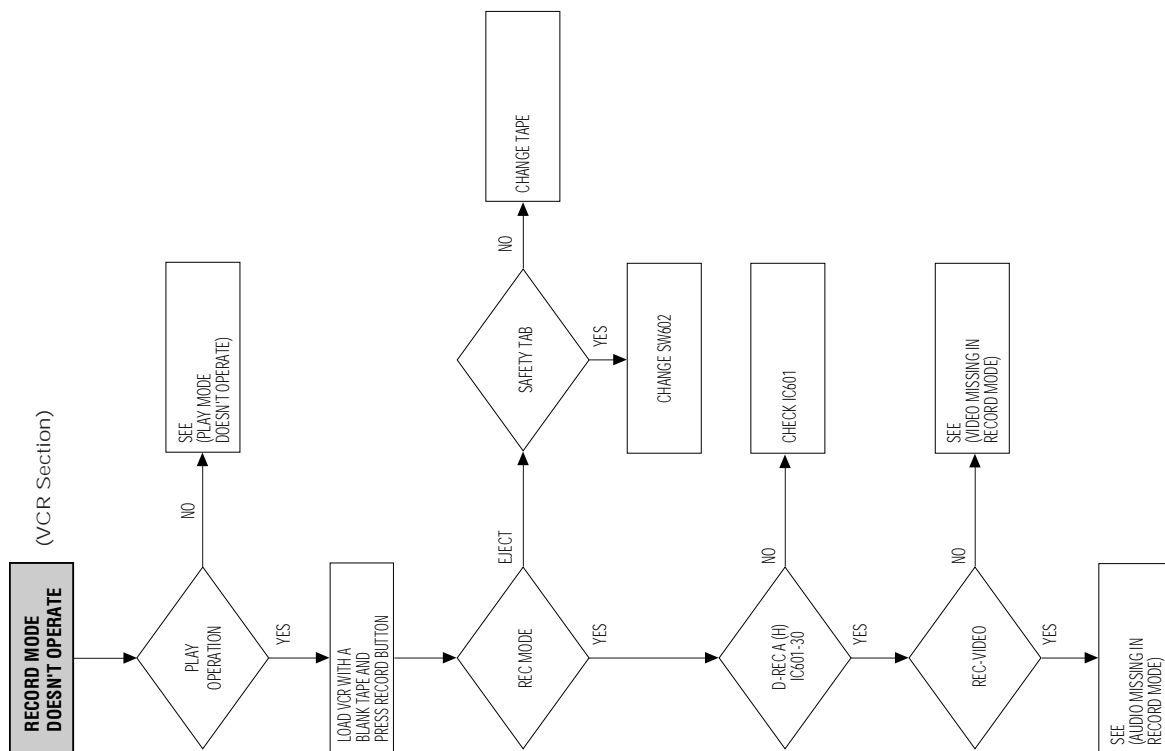 RECORD MODE
DOESN'T OPERATE
(VCR Section)
PLAY
OPERATION
NO
SEE
(PLAY MODE
DOESN'T OPERATE)
YES
LOAD VCR WITH A
BLANK TAPE AND
PRESS RECORD BUTTON
REC MODE
EJECT
SAFETY TAB
NO
CHANGE TAPE
YES
CHANGE SW602
YES
D-REC A (H)
IC601-30
NO
CHECK IC601
YES
REC-VIDEO
NO
SEE
(VIDEO MISSING IN
RECORD MODE)
YES
SEE
(AUDIO MISSING IN
RECORD MODE)